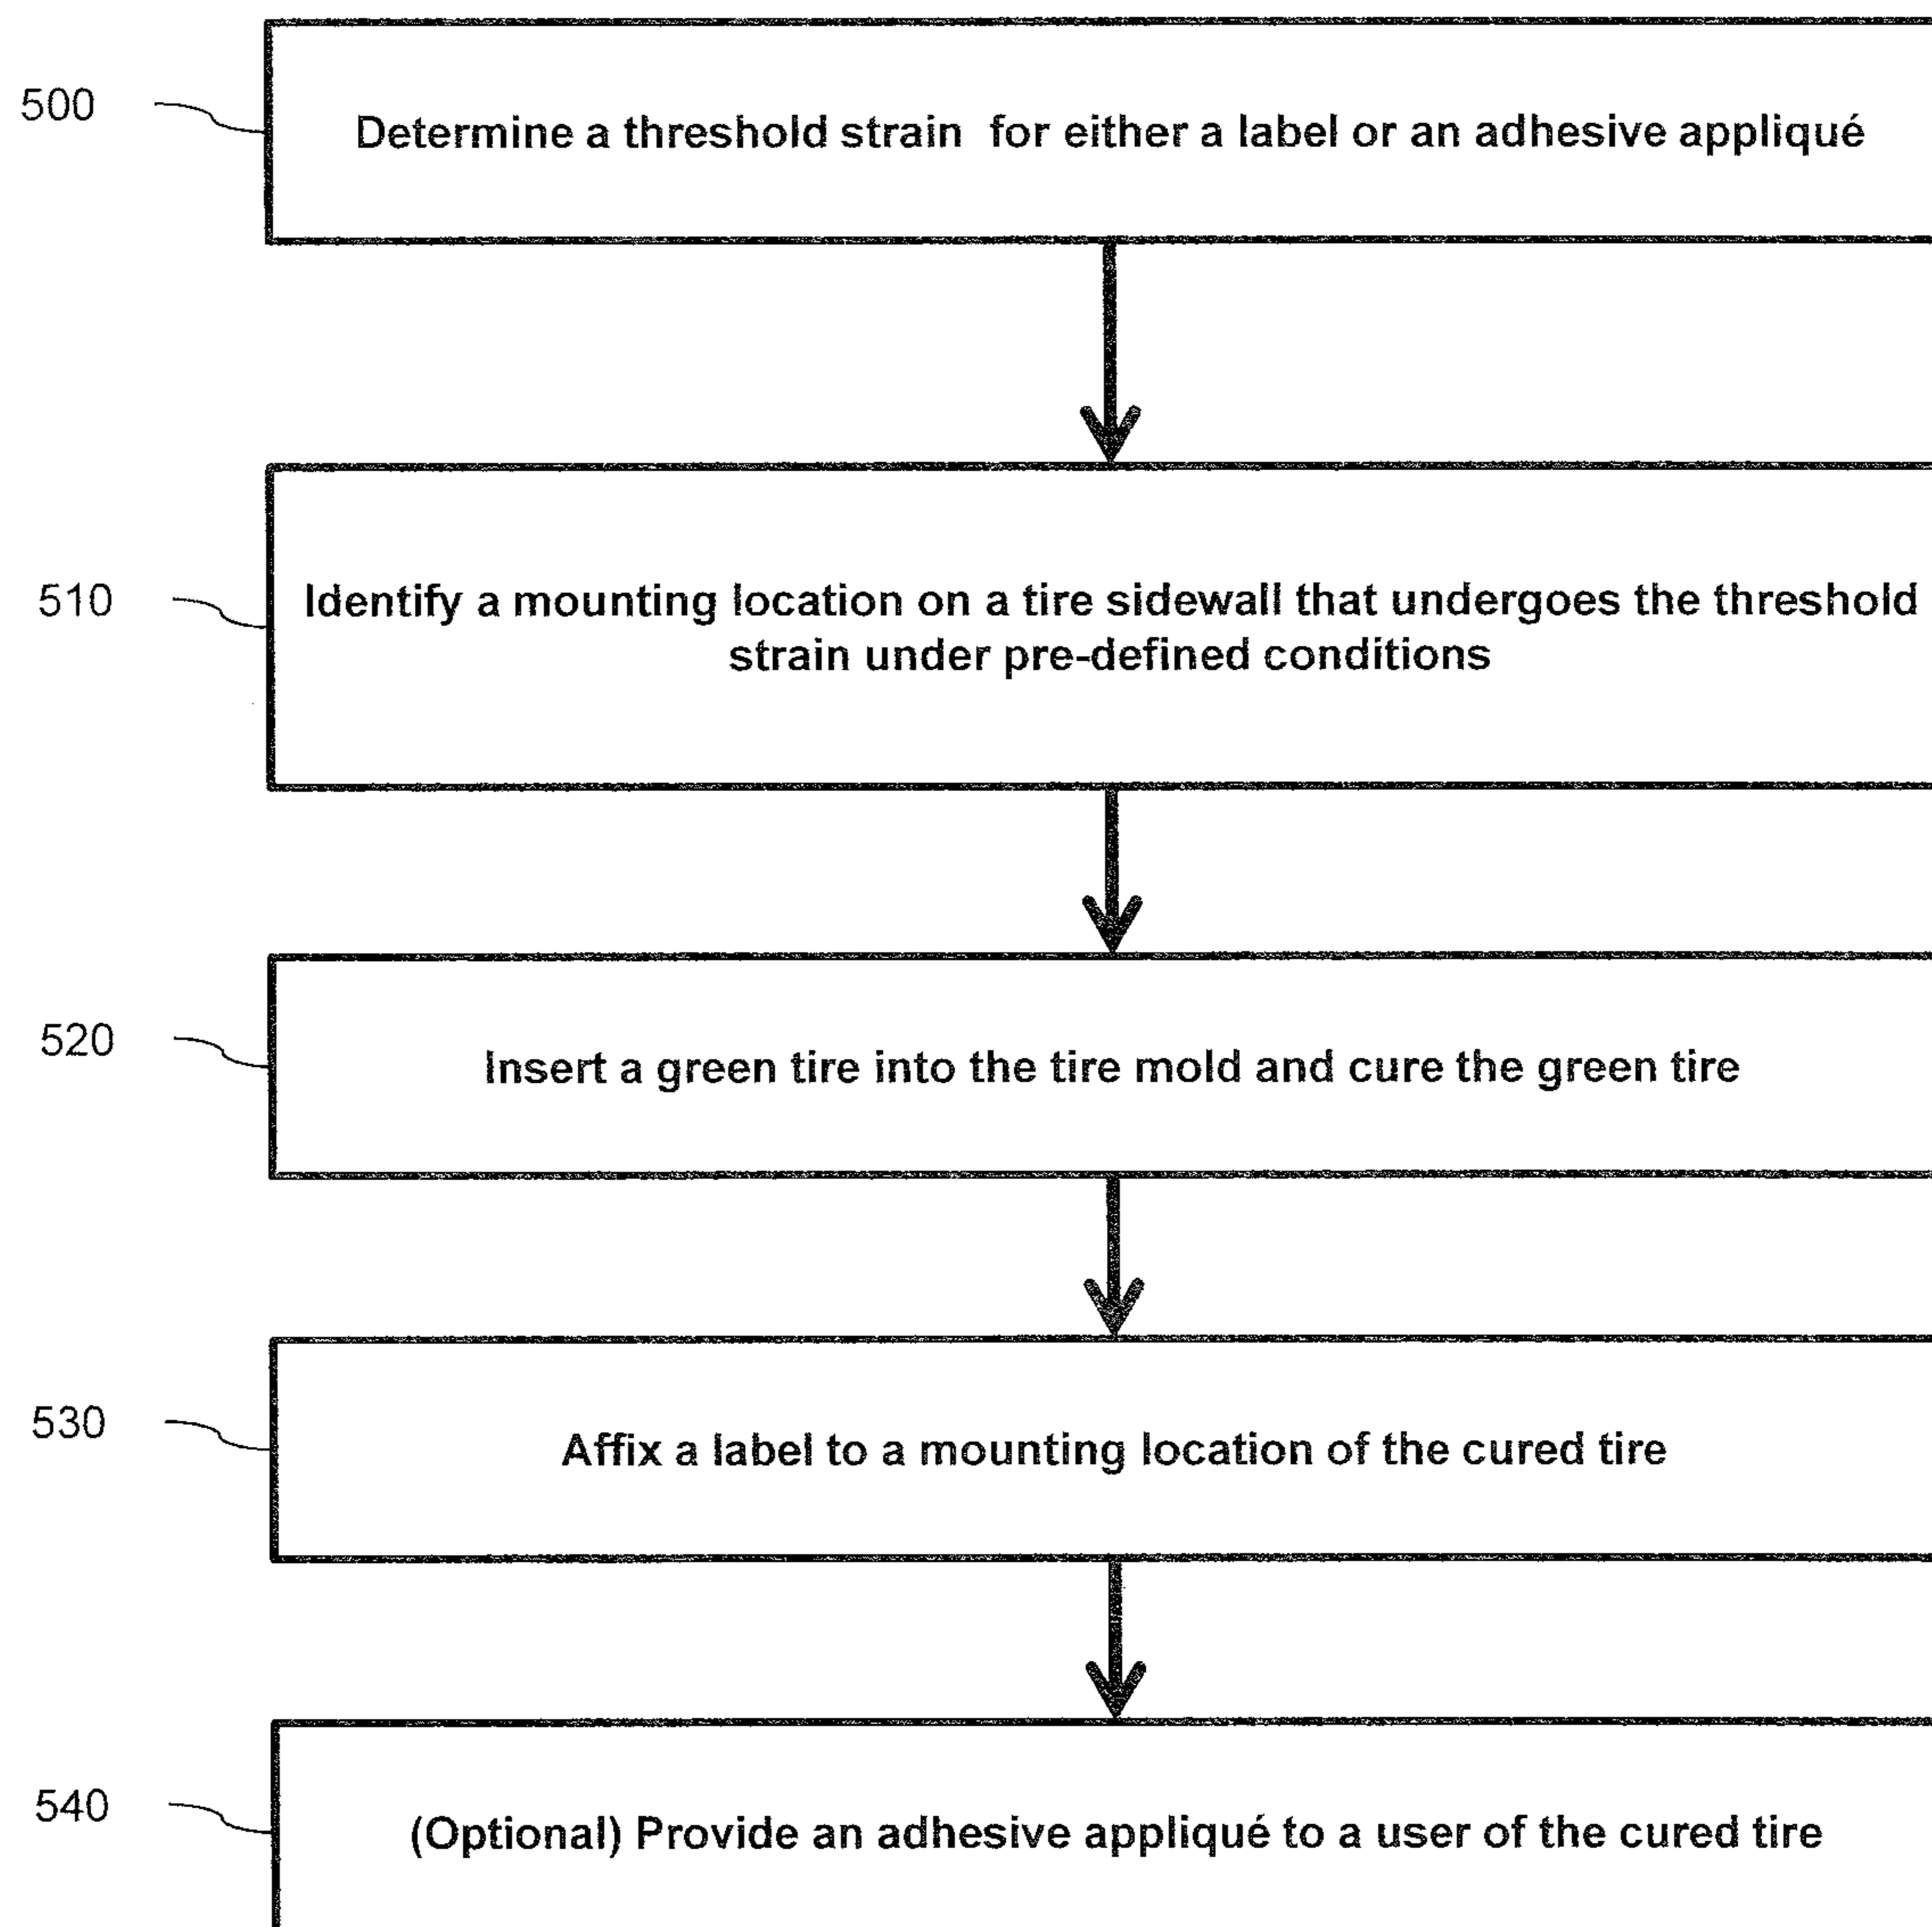 500
Determine a threshold strain for either a label or an adhesive appliqué
510
Identify a mounting location on a tire sidewall that undergoes the threshold
strain under pre-defined conditions
520
Insert a green tire into the tire mold and cure the green tire
530
Affix a label to a mounting location of the cured tire
540
(Optional) Provide an adhesive appliqué to a user of the cured tire